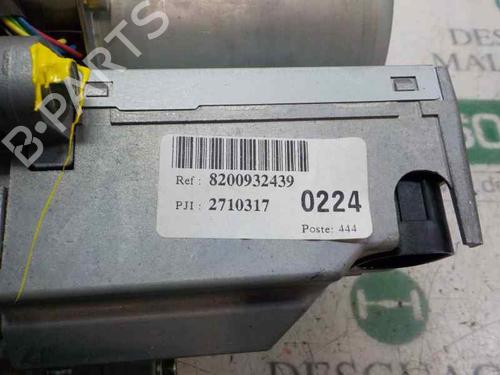 B-PARTS
Ref : 8200932439
PJI : 2710317
0224
Poste: 444